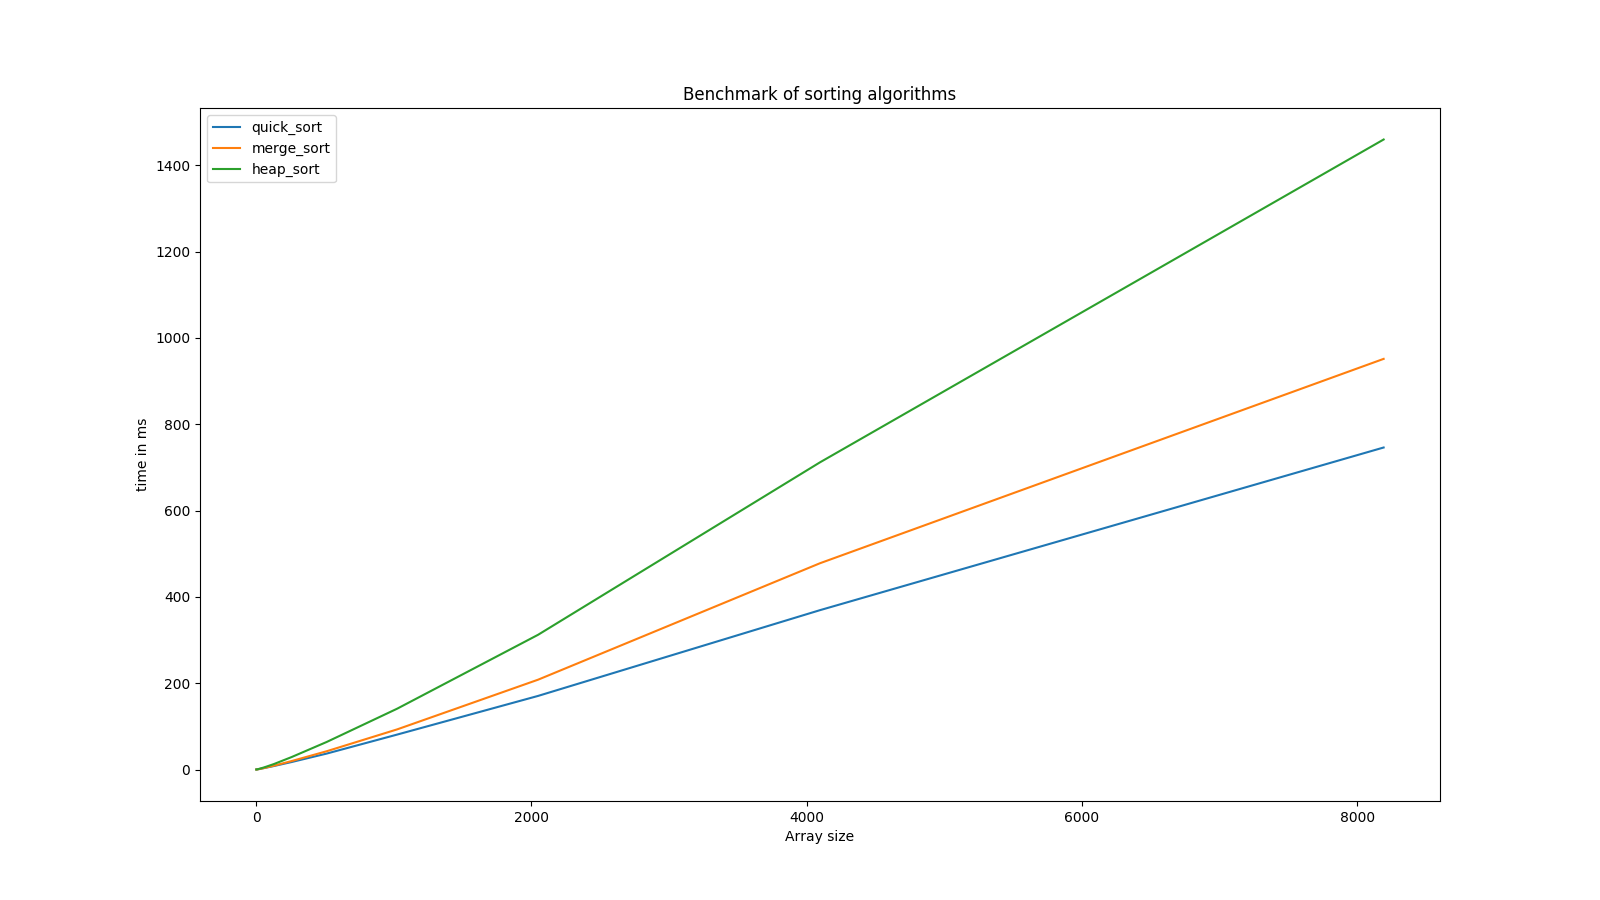 Benchmark of sorting algorithms
quick_sort
merge_sort
heap_sort
1400
1200
1000
800
600
400
200
0
time in ms
0 2000 4000 6000 8000
Array size